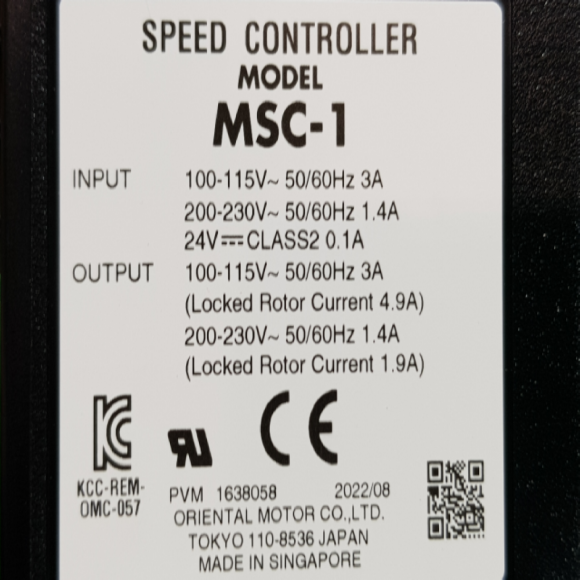 SPEED CONTROLLER
MODEL
MSC-1
INPUT 100-115V~ 50/60Hz 3A
200-230V~ 50/60Hz 1.4A
24V⎓CLASS2 0.1A
OUTPUT 100-115V~ 50/60Hz 3A
(Locked Rotor Current 4.9A)
200-230V~ 50/60Hz 1.4A
(Locked Rotor Current 1.9A)
CE
KCC-REM-
OMC-057
PVM 1638058 2022/08
ORIENTAL MOTOR CO.,LTD.
TOKYO 110-8536 JAPAN
MADE IN SINGAPORE